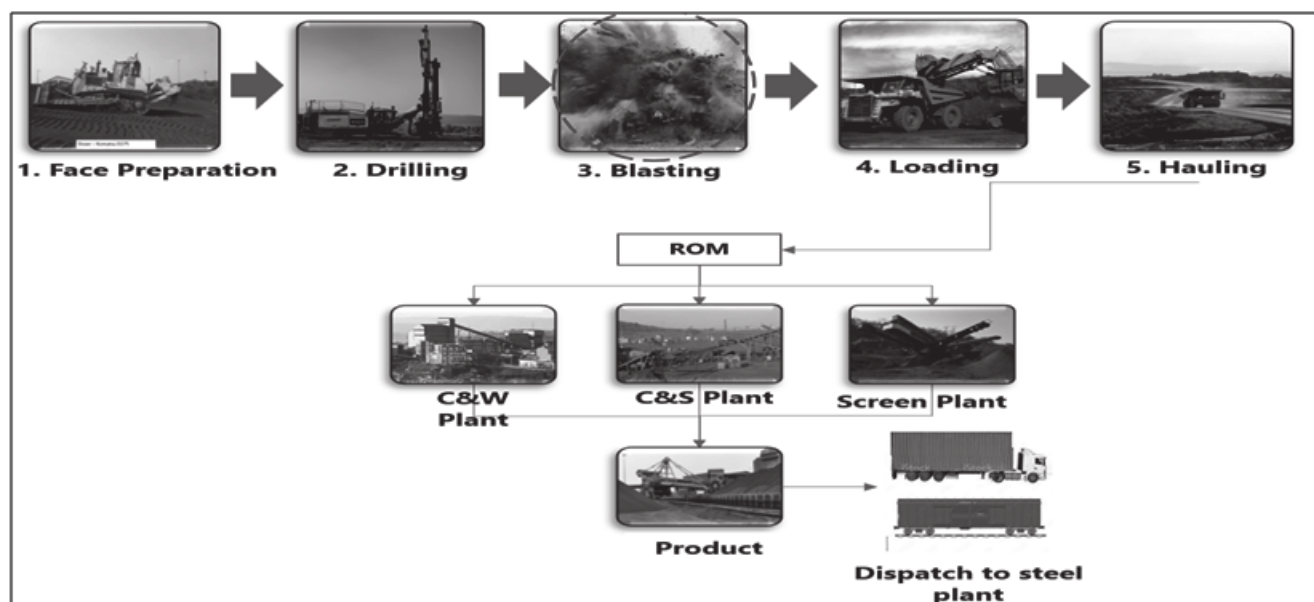 1. Face Preparation
2. Drilling
3. Blasting
4. Loading
5. Hauling
ROM
C&W
Plant
C&S Plant
Screen Plant
Product
Dispatch to steel
plant